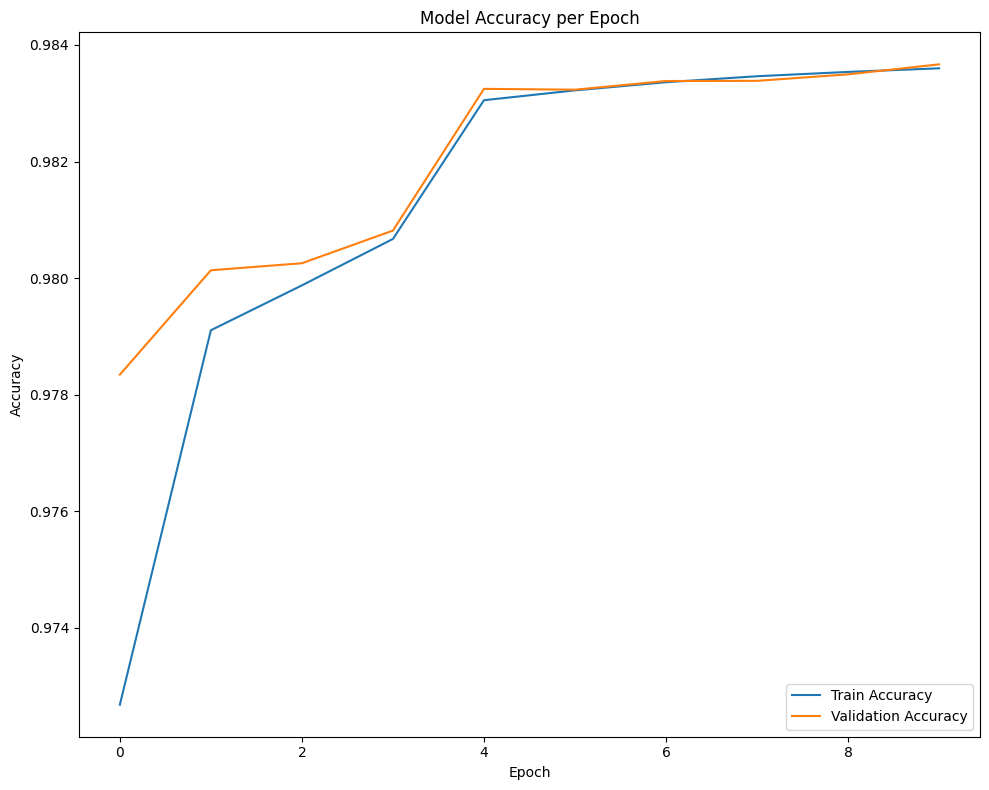 Model Accuracy per Epoch
0.984
0.982
0.980
0.978
0.976
0.974
Accuracy
Train Accuracy
Validation Accuracy
0 2 4 6 8
Epoch